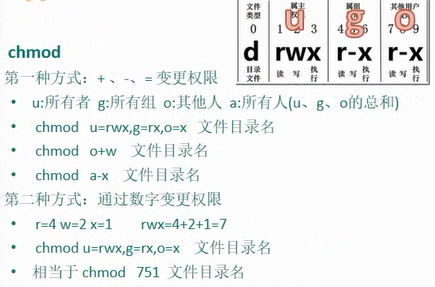 文件类型 属主权限 属组权限 其他用户权限
u g o
0 1 2 3 4 5 6 7 8 9
d rwx r-x r-x
目录文件 读 写 执行 读 写 执行 读 写 执行
chmod
第一种方式：+ 、-、= 变更权限
• u:所有者 g:所有组 o:其他人 a:所有人(u、g、o的总和)
• chmod u=rwx,g=rx,o=x 文件目录名
• chmod o+w 文件目录名
• chmod a-x 文件目录名
第二种方式：通过数字变更权限
• r=4 w=2 x=1 rwx=4+2+1=7
• chmod u=rwx,g=rx,o=x 文件目录名
• 相当于 chmod 751 文件目录名